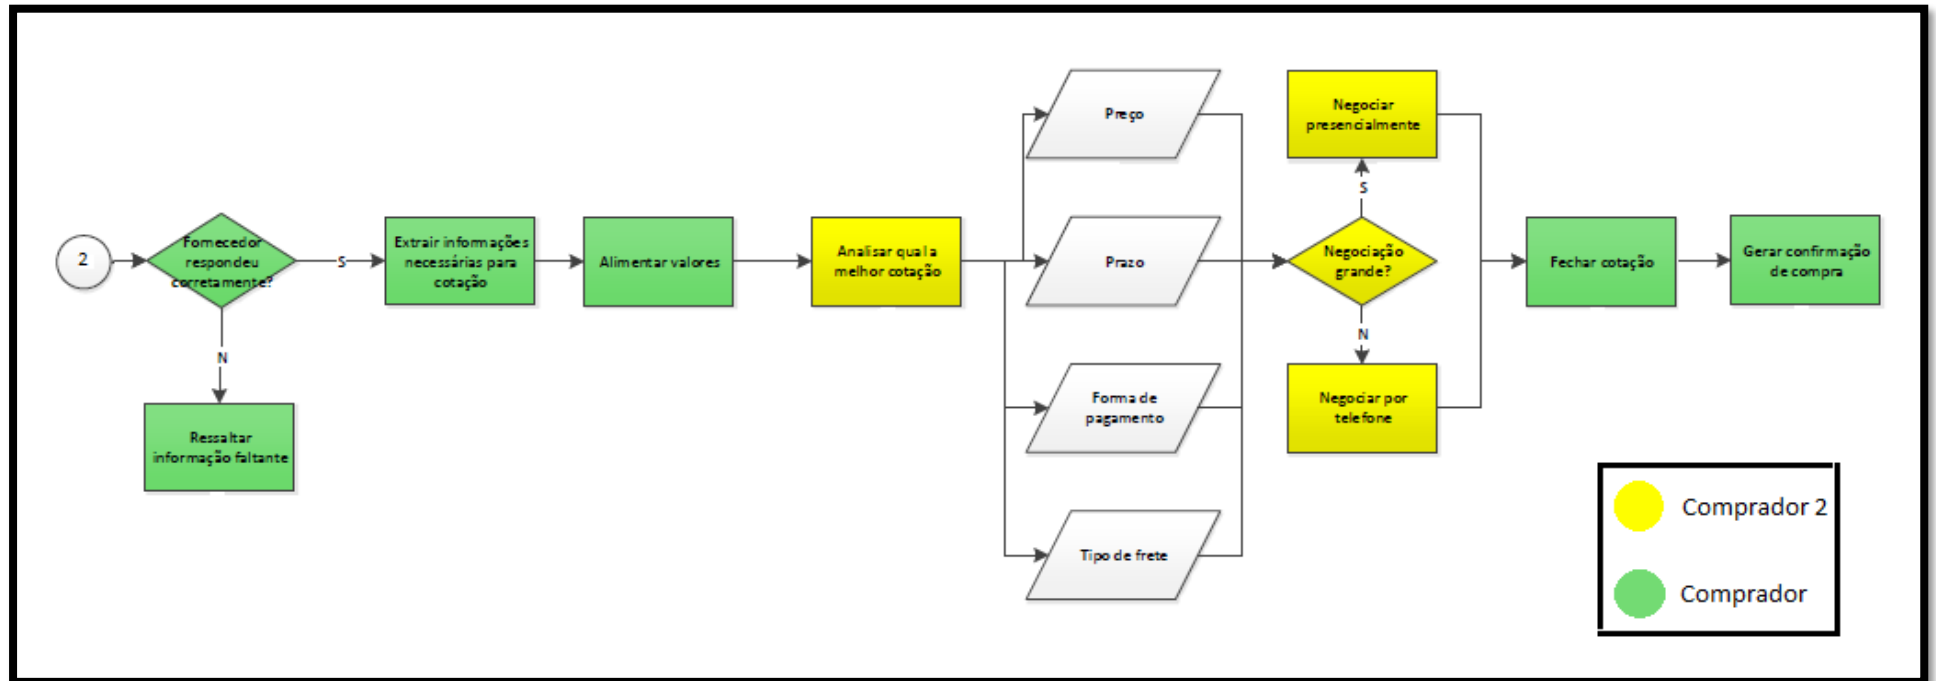 2
Fornecedor
respondeu
corretamente?
S
N
Ressaltar
informação faltante
Extrair informações
necessárias para
cotação
Alimentar valores
Analisar qual a
melhor cotação
Preço
Prazo
Forma de
pagamento
Tipo de frete
Negociar
presencialmente
S
Negociação
grande?
N
Negociar por
telefone
Fechar cotação
Gerar confirmação
de compra
Comprador 2
Comprador